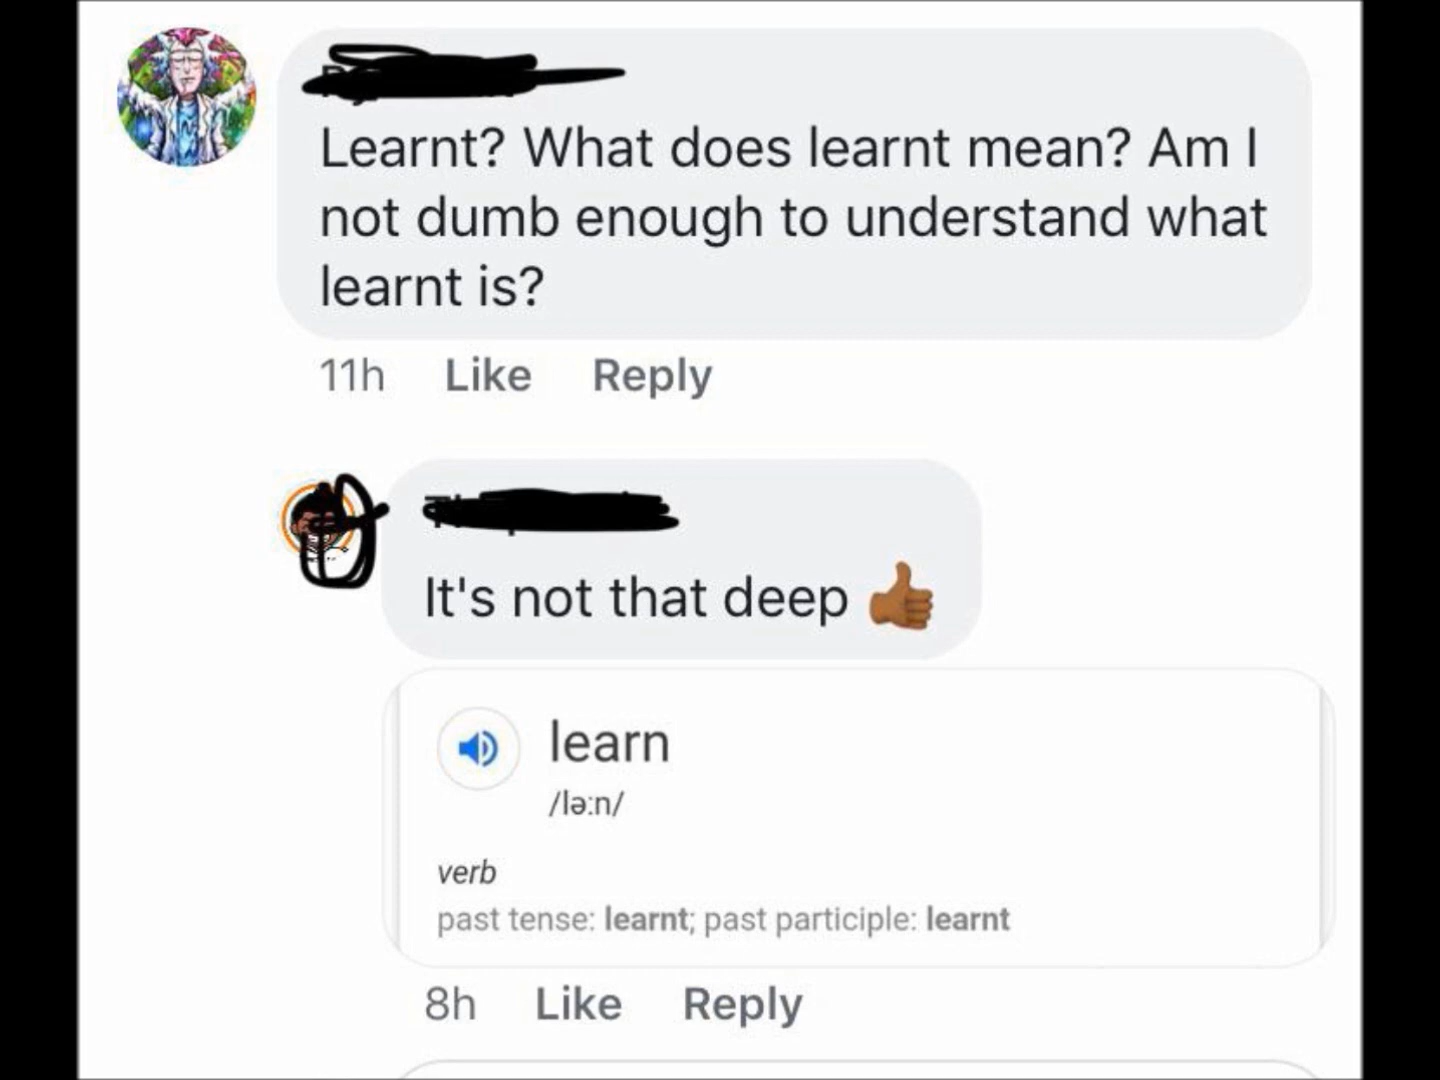 Learnt? What does learnt mean? Am I
not dumb enough to understand what
learnt is?
11h Like Reply
It's not that deep 👍🏾
learn
/ləːn/
verb
past tense: learnt; past participle: learnt
8h Like Reply